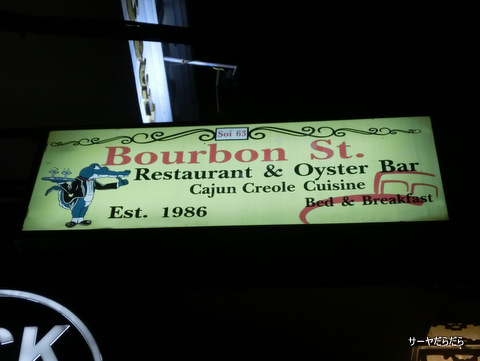 Soi 63
Bourbon St.
Restaurant & Oyster Bar
Cajun Creole Cuisine
Bed & Breakfast
Est. 1986
CK
サーヤだらだら